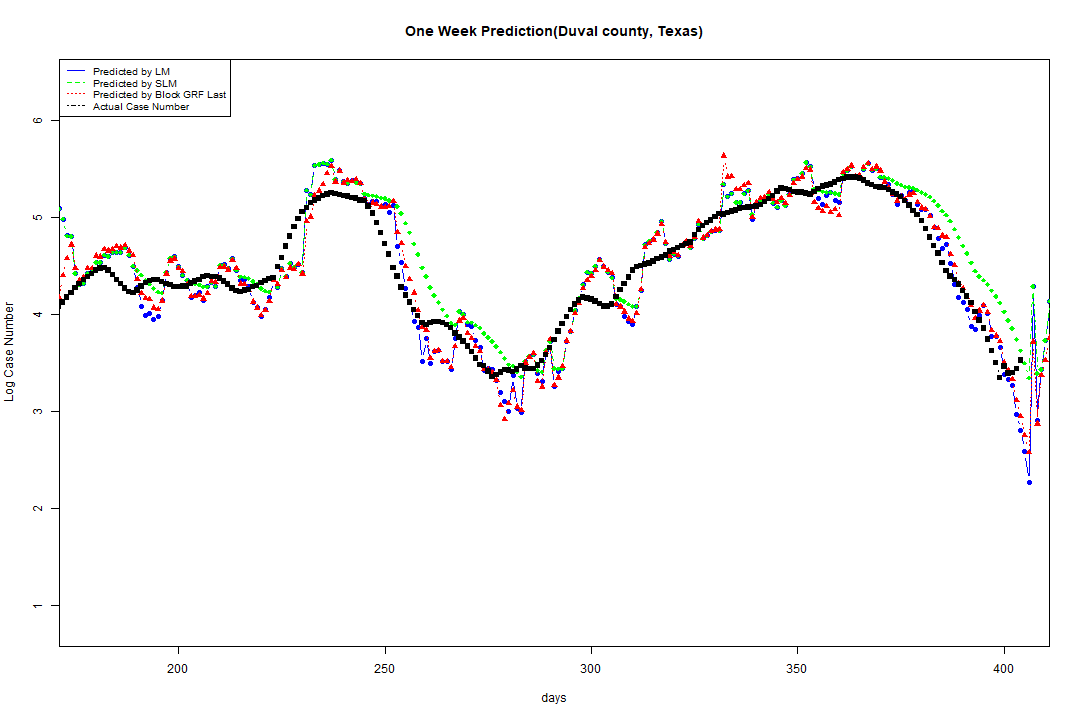 One Week Prediction(Duval county, Texas)
Predicted by LM
Predicted by SLM
Predicted by Block GRF Last
Actual Case Number
6
5
4
3
2
1
Log Case Number
200 250 300 350 400
days